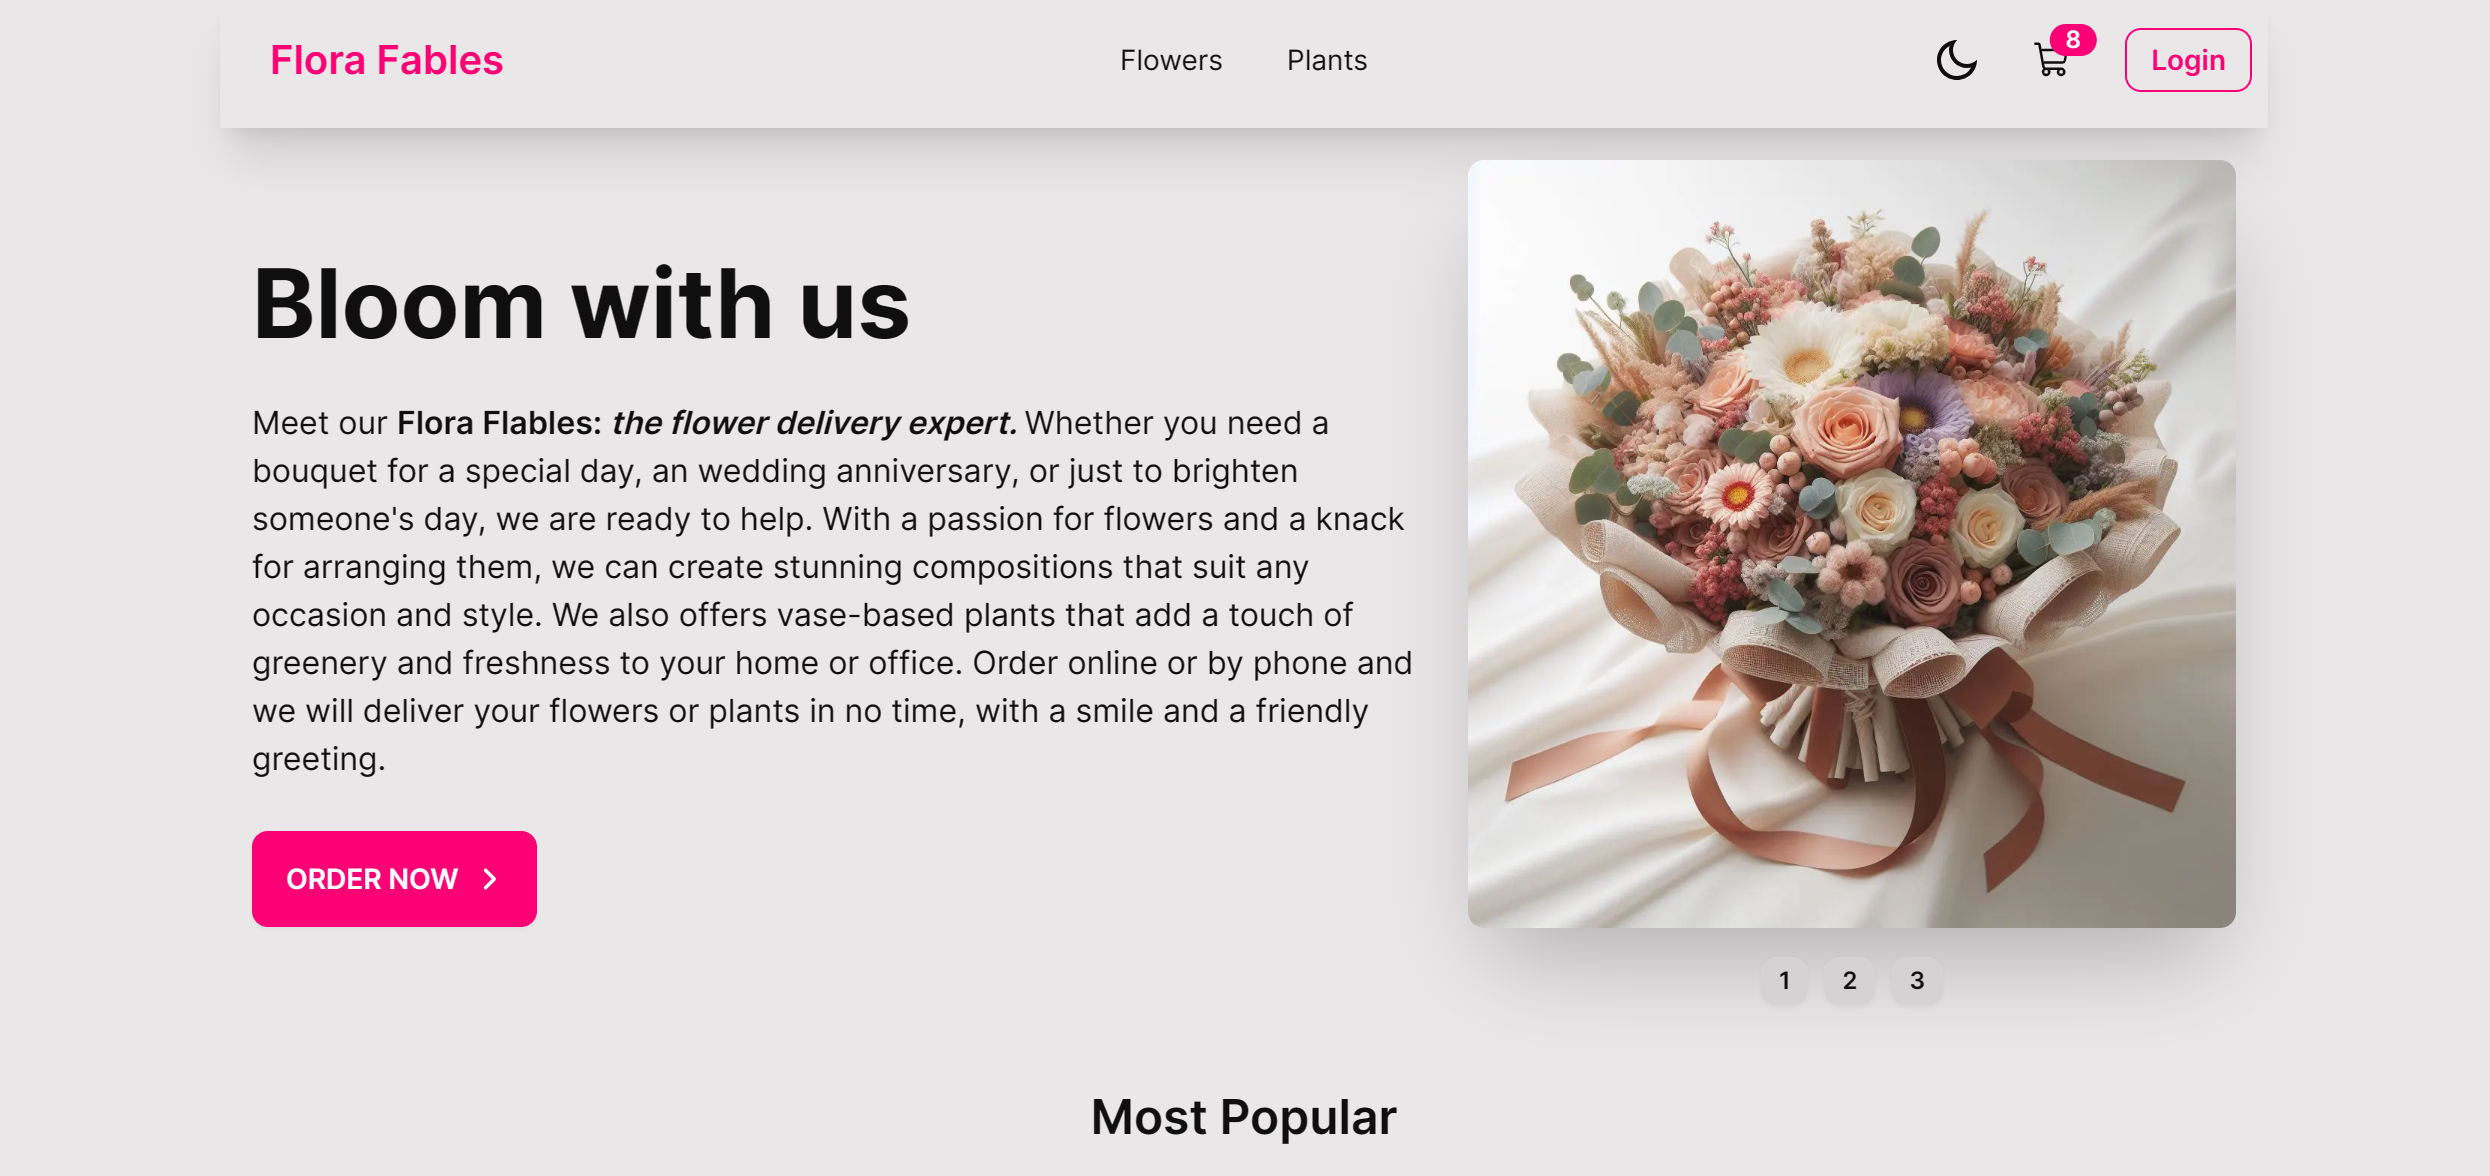 Flora Fables
Flowers
Plants
8
Login
Bloom with us
Meet our Flora Flables: the flower delivery expert. Whether you need a
bouquet for a special day, an wedding anniversary, or just to brighten
someone's day, we are ready to help. With a passion for flowers and a knack
for arranging them, we can create stunning compositions that suit any
occasion and style. We also offers vase-based plants that add a touch of
greenery and freshness to your home or office. Order online or by phone and
we will deliver your flowers or plants in no time, with a smile and a friendly
greeting.
ORDER NOW
1 2 3
Most Popular